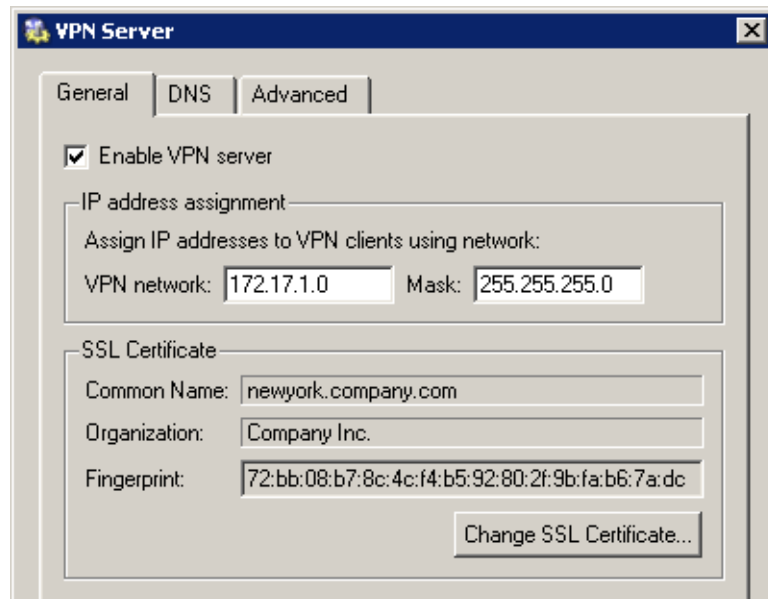 VPN Server
General DNS Advanced
Enable VPN server
IP address assignment
Assign IP addresses to VPN clients using network:
VPN network: 172.17.1.0 Mask: 255.255.255.0
SSL Certificate
Common Name: newyork.company.com
Organization: Company Inc.
Fingerprint: 72:bb:08:b7:8c:4c:f4:b5:92:80:2f:9b:fa:b6:7a:dc
Change SSL Certificate...